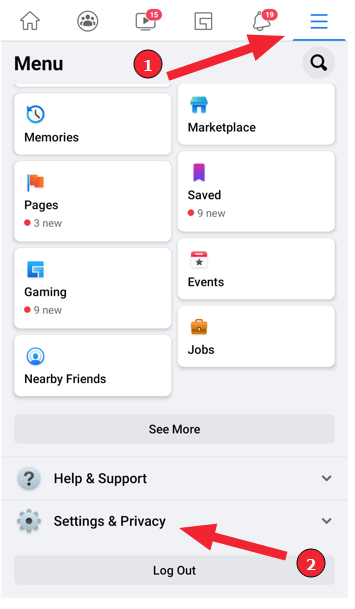 15
19
1
Menu
Memories
Marketplace
Pages
3 new
Saved
9 new
Gaming
9 new
Events
Nearby Friends
Jobs
See More
Help & Support
Settings & Privacy
2
Log Out